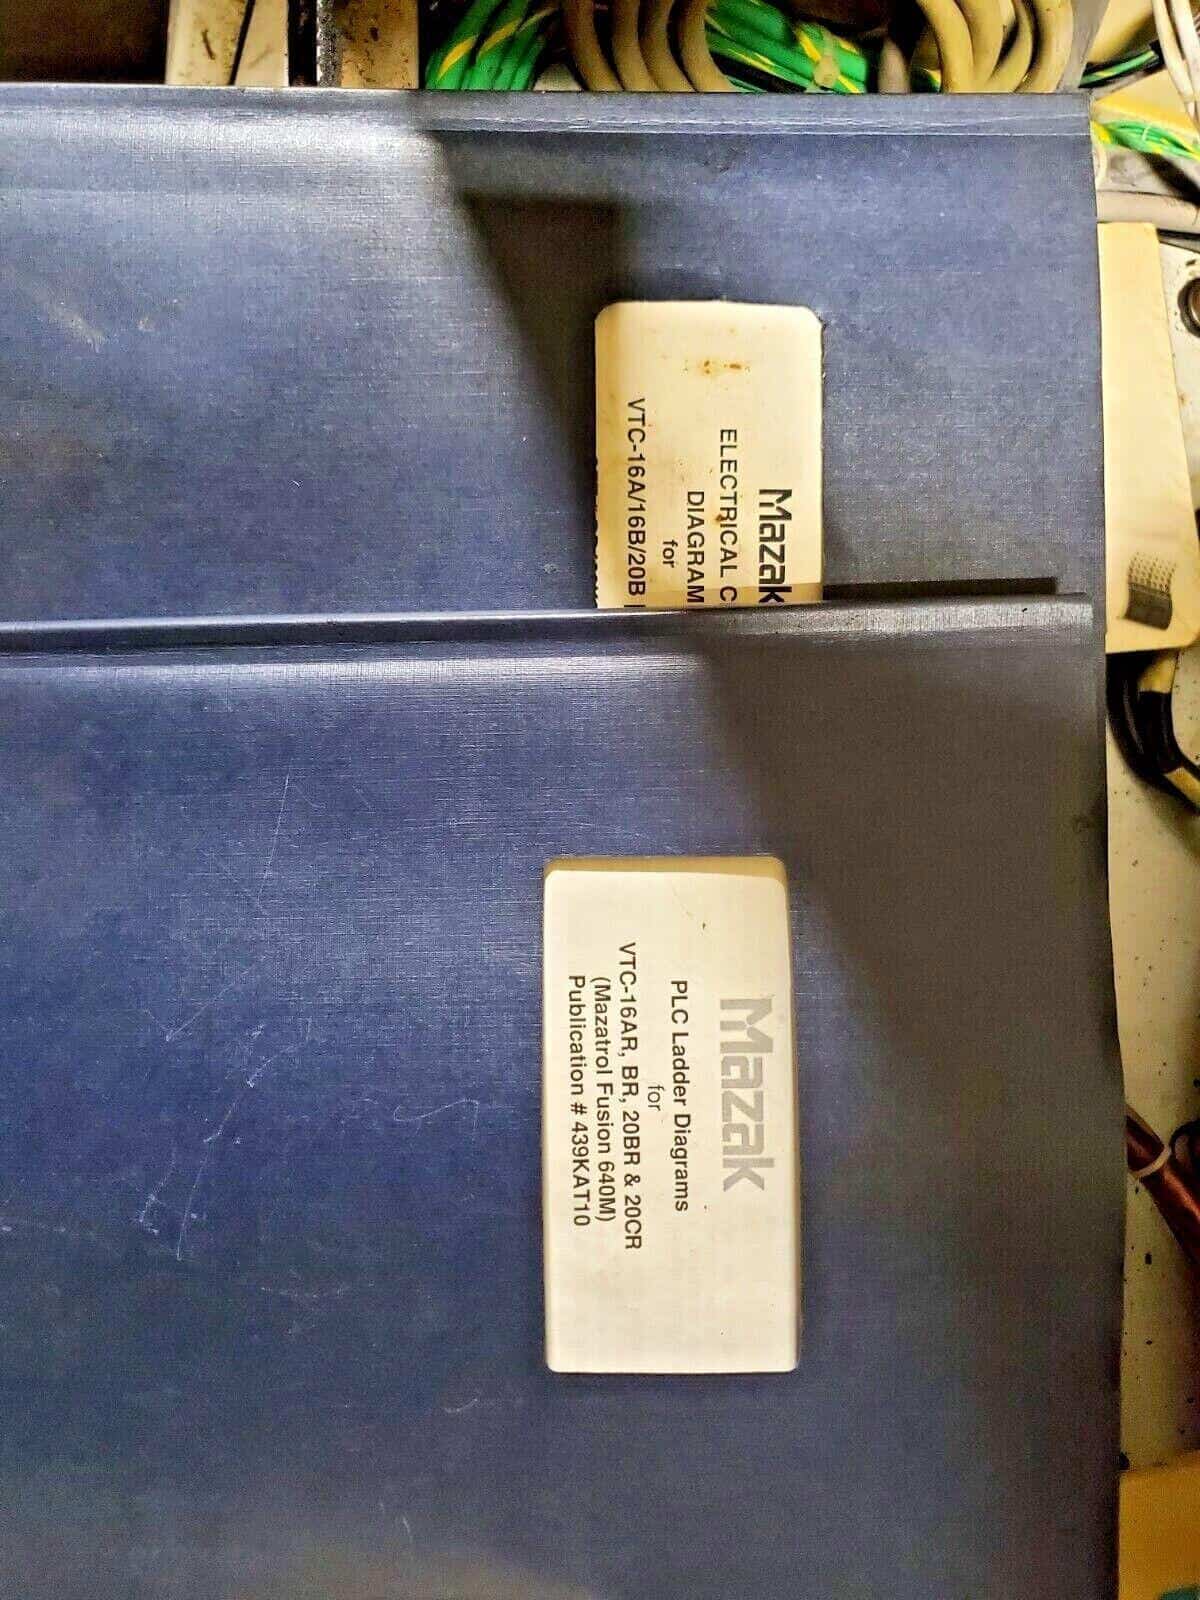 Mazak
ELECTRICAL C
DIAGRAM
for
VTC-16A/16B/20B
Mazak
PLC Ladder Diagrams
for
VTC-16AR, BR, 20BR & 20CR
(Mazatrol Fusion 640M)
Publication # 439KAT10